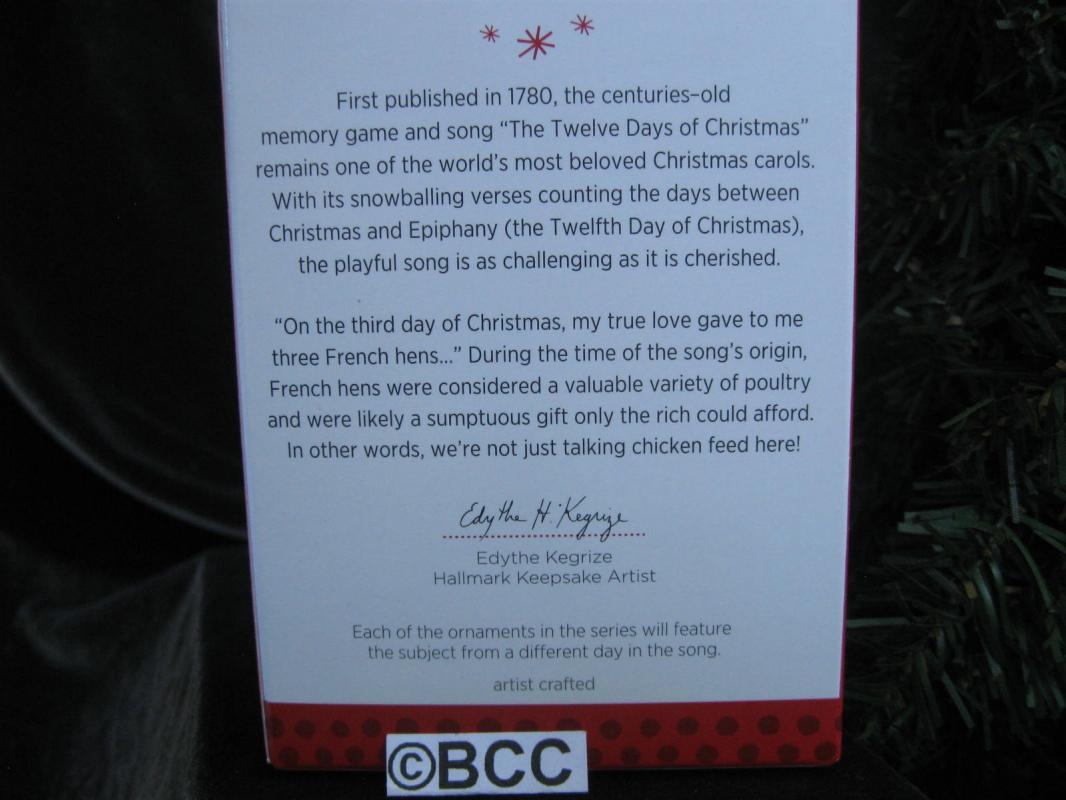 First published in 1780, the centuries-old
memory game and song “The Twelve Days of Christmas”
remains one of the world’s most beloved Christmas carols.
With its snowballing verses counting the days between
Christmas and Epiphany (the Twelfth Day of Christmas),
the playful song is as challenging as it is cherished.
“On the third day of Christmas, my true love gave to me
three French hens...” During the time of the song’s origin,
French hens were considered a valuable variety of poultry
and were likely a sumptuous gift only the rich could afford.
In other words, we’re not just talking chicken feed here!
Edythe H. Kegrize
Edythe Kegrize
Hallmark Keepsake Artist
Each of the ornaments in the series will feature
the subject from a different day in the song.
artist crafted
©BCC